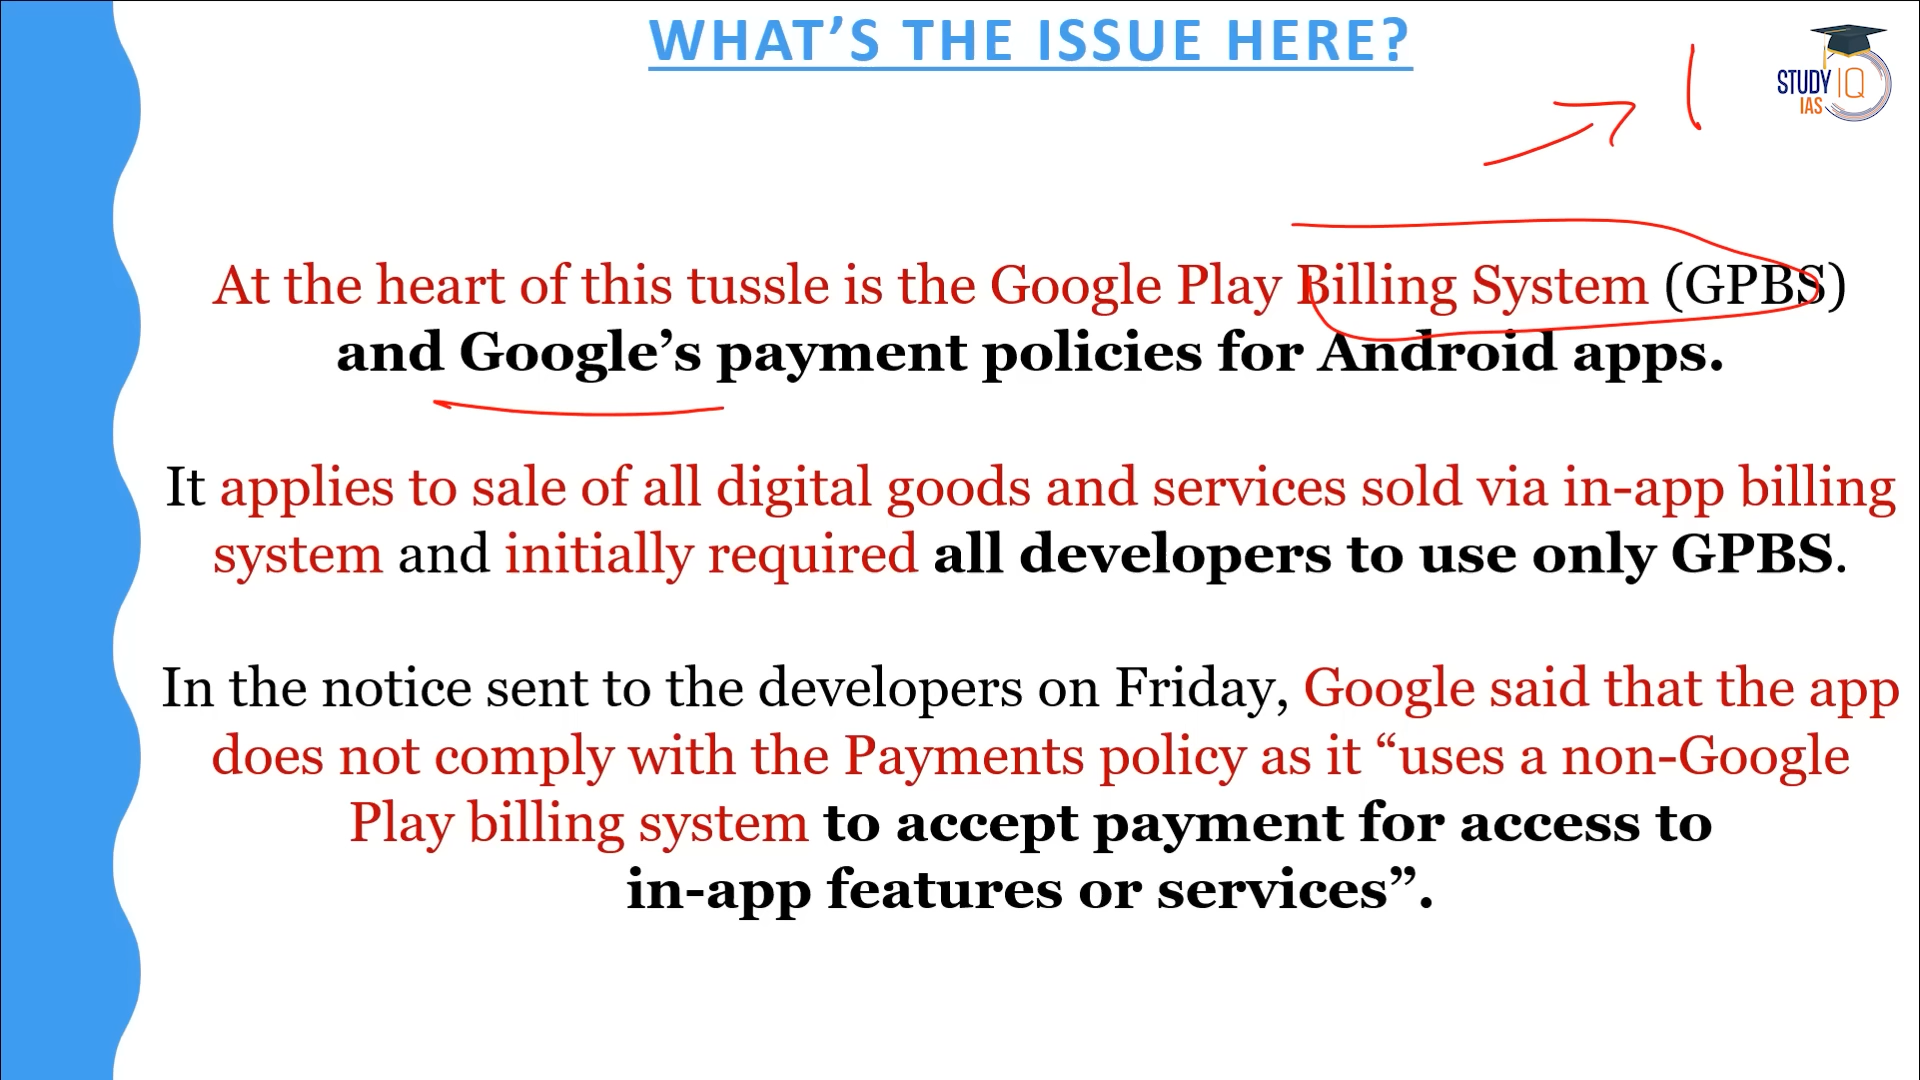 WHAT'S THE ISSUE HERE?
STUDY IQ
IAS
At the heart of this tussle is the Google Play Billing System (GPBS)
and Google’s payment policies for Android apps.
It applies to sale of all digital goods and services sold via in-app billing
system and initially required all developers to use only GPBS.
In the notice sent to the developers on Friday, Google said that the app
does not comply with the Payments policy as it “uses a non-Google
Play billing system to accept payment for access to
in-app features or services”.